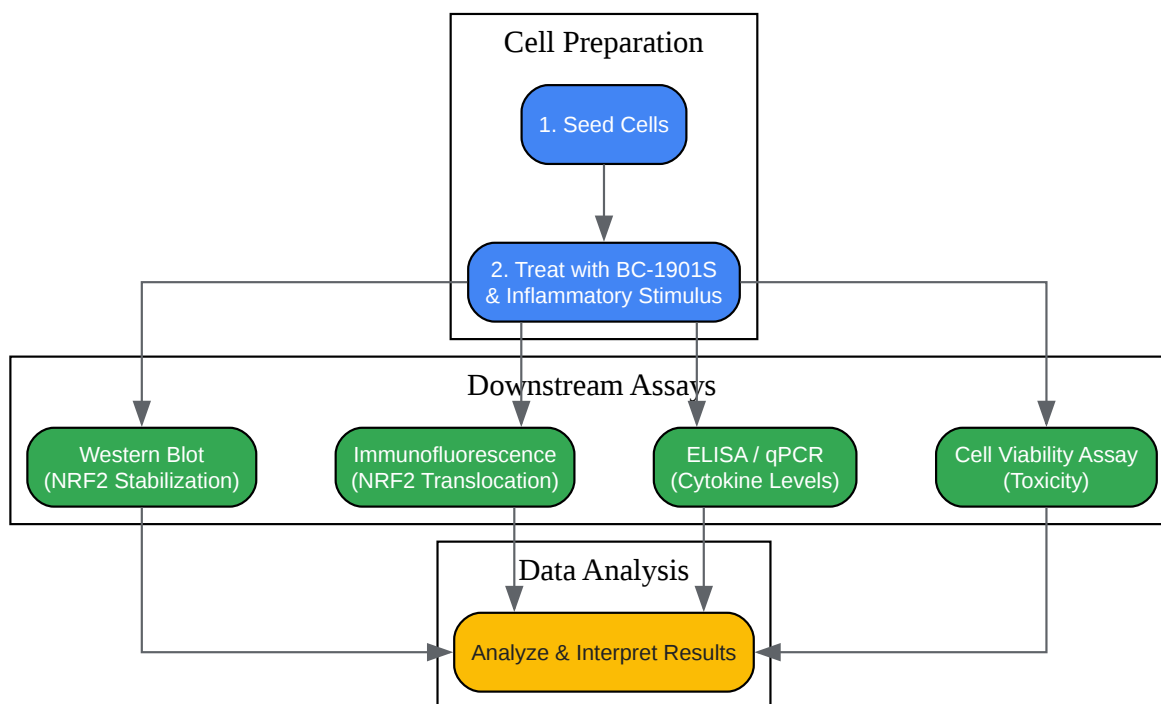 Cell Preparation
1. Seed Cells
2. Treat with BC-1901S
& Inflammatory Stimulus
Downstream Assays
Western Blot
(NRF2 Stabilization)
Immunofluorescence
(NRF2 Translocation)
ELISA / qPCR
(Cytokine Levels)
Cell Viability Assay
(Toxicity)
Data Analysis
Analyze & Interpret Results